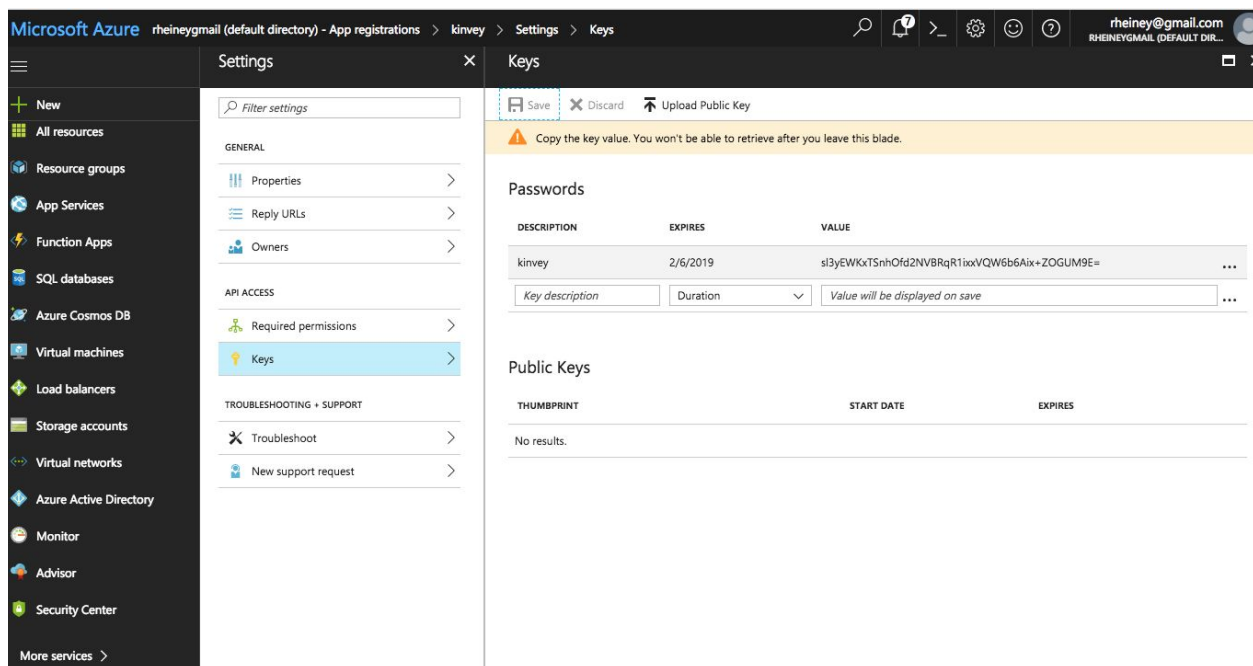 Microsoft Azure rheineygmail (default directory) - App registrations > kinvey > Settings > Keys
7
rheiney@gmail.com
RHEINEYGMAIL (DEFAULT DIR...
New
All resources
Resource groups
App Services
Function Apps
SQL databases
Azure Cosmos DB
Virtual machines
Load balancers
Storage accounts
Virtual networks
Azure Active Directory
Monitor
Advisor
Security Center
More services >
Settings
Filter settings
GENERAL
Properties
Reply URLs
Owners
API ACCESS
Required permissions
Keys
TROUBLESHOOTING + SUPPORT
Troubleshoot
New support request
Keys
Save Discard Upload Public Key
Copy the key value. You won't be able to retrieve after you leave this blade.
Passwords
DESCRIPTION EXPIRES VALUE
kinvey 2/6/2019 sl3yEWKxTSnhOfd2NVBRqR1ixxVQW6b6Aix+ZOGUM9E= ...
Key description Duration Value will be displayed on save ...
Public Keys
THUMBPRINT START DATE EXPIRES
No results.